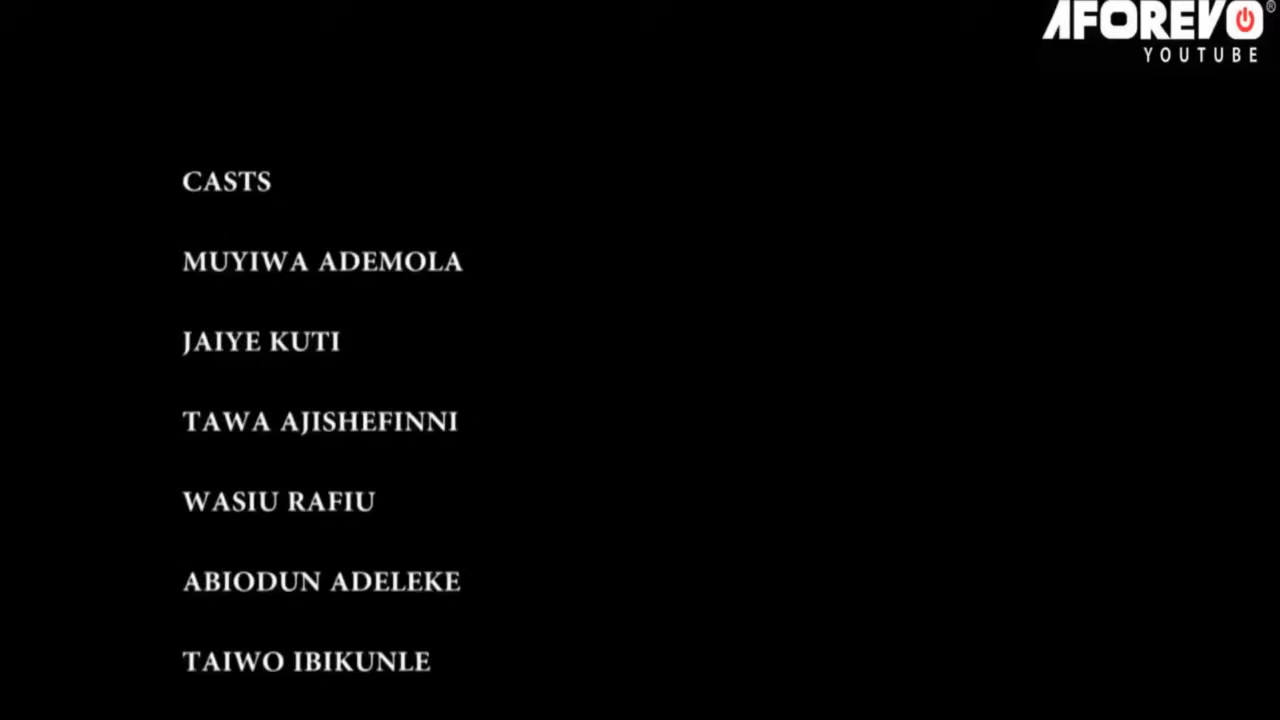 AFOREVO®
YOUTUBE
CASTS
MUYIWA ADEMOLA
JAIYE KUTI
TAWA AJISHEFINNI
WASIU RAFIU
ABIODUN ADELEKE
TAIWO IBIKUNLE